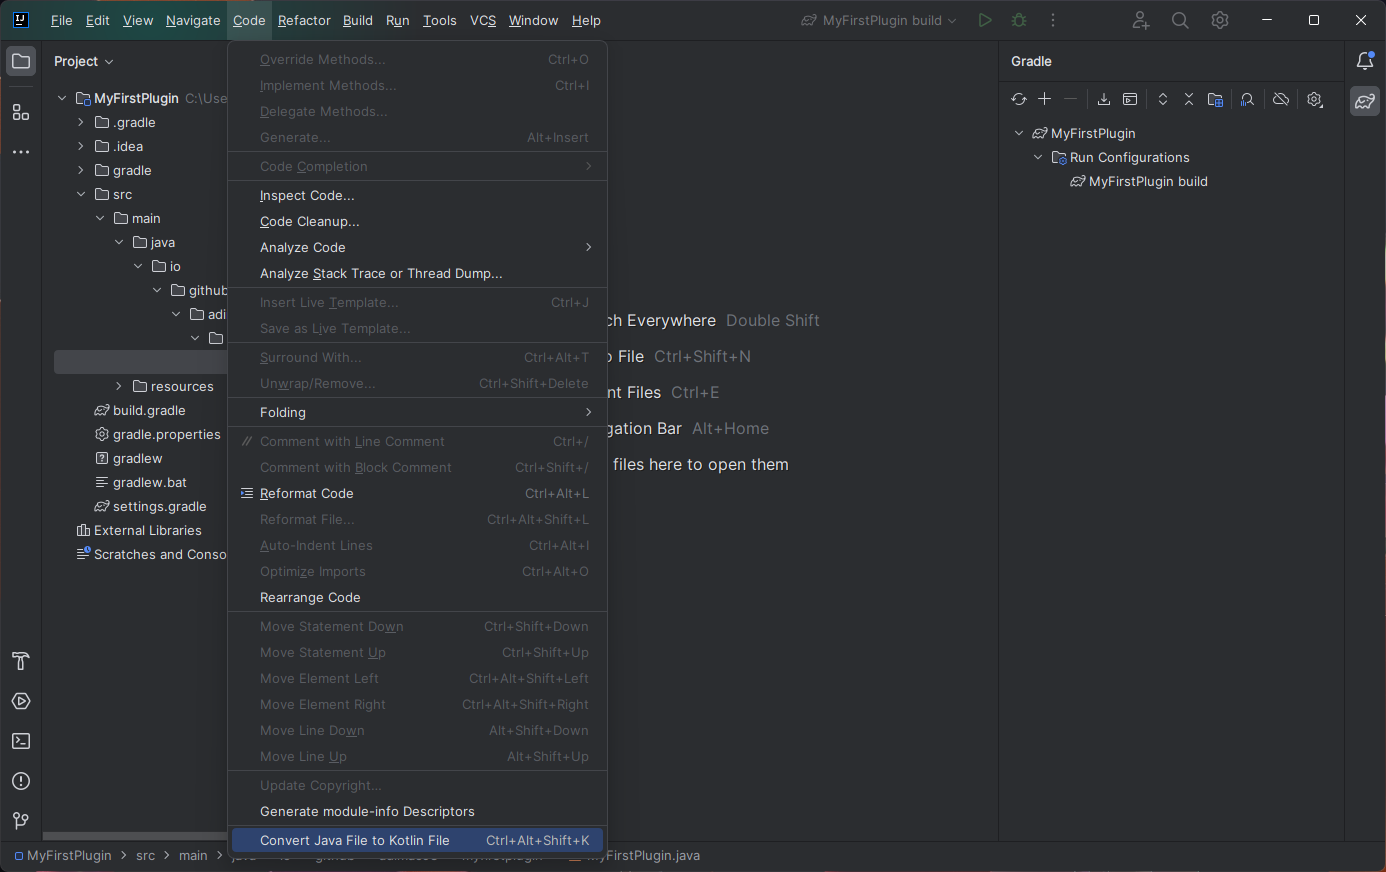 File Edit View Navigate Code Refactor Build Run Tools VCS Window Help MyFirstPlugin build
Project
MyFirstPlugin C:\Use
.gradle
.idea
gradle
src
main
java
io
github
adi
resources
build.gradle
gradle.properties
gradlew
gradlew.bat
settings.gradle
External Libraries
Scratches and Conso
Override Methods... Ctrl+O
Implement Methods... Ctrl+I
Delegate Methods...
Generate... Alt+Insert
Code Completion
Inspect Code...
Code Cleanup...
Analyze Code
Analyze Stack Trace or Thread Dump...
Insert Live Template... Ctrl+J
Save as Live Template...
Surround With... Ctrl+Alt+T
Unwrap/Remove... Ctrl+Shift+Delete
Folding
Comment with Line Comment Ctrl+/
Comment with Block Comment Ctrl+Shift+/
Reformat Code Ctrl+Alt+L
Reformat File... Ctrl+Alt+Shift+L
Auto-Indent Lines Ctrl+Alt+I
Optimize Imports Ctrl+Alt+O
Rearrange Code
Move Statement Down Ctrl+Shift+Down
Move Statement Up Ctrl+Shift+Up
Move Element Left Ctrl+Alt+Shift+Left
Move Element Right Ctrl+Alt+Shift+Right
Move Line Down Alt+Shift+Down
Move Line Up Alt+Shift+Up
Update Copyright...
Generate module-info Descriptors
Convert Java File to Kotlin File Ctrl+Alt+Shift+K
ch Everywhere Double Shift
o File Ctrl+Shift+N
nt Files Ctrl+E
gation Bar Alt+Home
files here to open them
Gradle
MyFirstPlugin
Run Configurations
MyFirstPlugin build
MyFirstPlugin > src > main > MyFirstPlugin.java